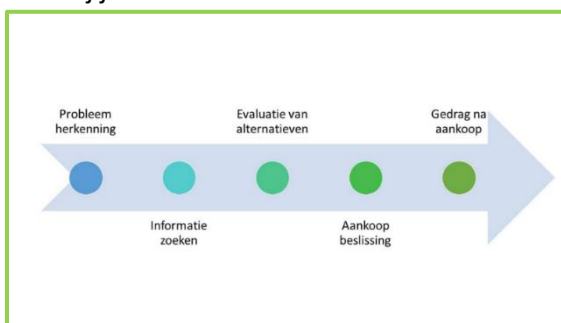 Probleem
herkenning
Informatie
zoeken
Evaluatie van
alternatieven
Aankoop
beslissing
Gedrag na
aankoop